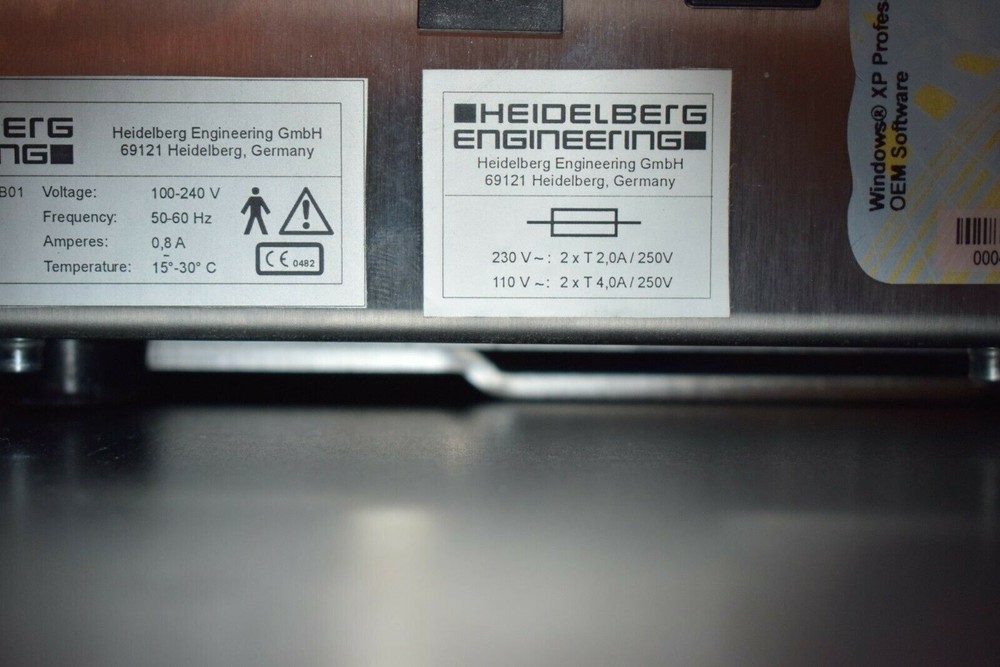 ERG
NG
Heidelberg Engineering GmbH
69121 Heidelberg, Germany
B01
Voltage: 100-240 V
Frequency: 50-60 Hz
Amperes: 0,8 A
Temperature: 15°-30° C
CE 0482
HEIDELBERG
ENGINEERING
Heidelberg Engineering GmbH
69121 Heidelberg, Germany
230 V ~: 2 x T 2,0A / 250V
110 V ~: 2 x T 4,0A / 250V
Windows® XP Profes
OEM Software
000